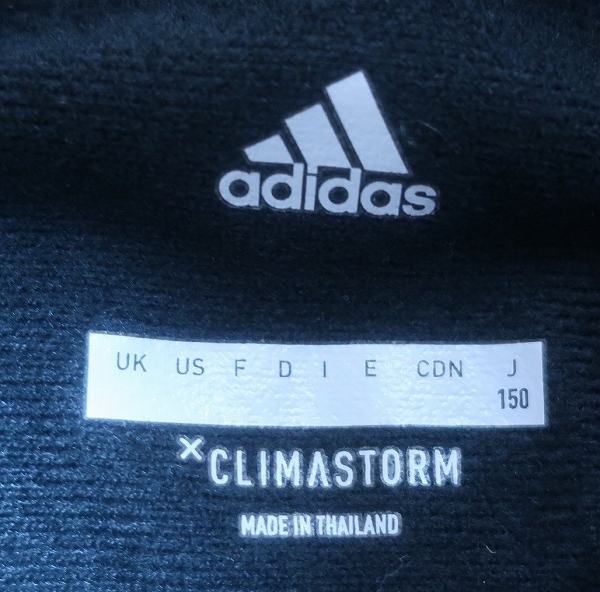 adidas
UK US F D I E CDN J
150
×CLIMASTORM
MADE IN THAILAND